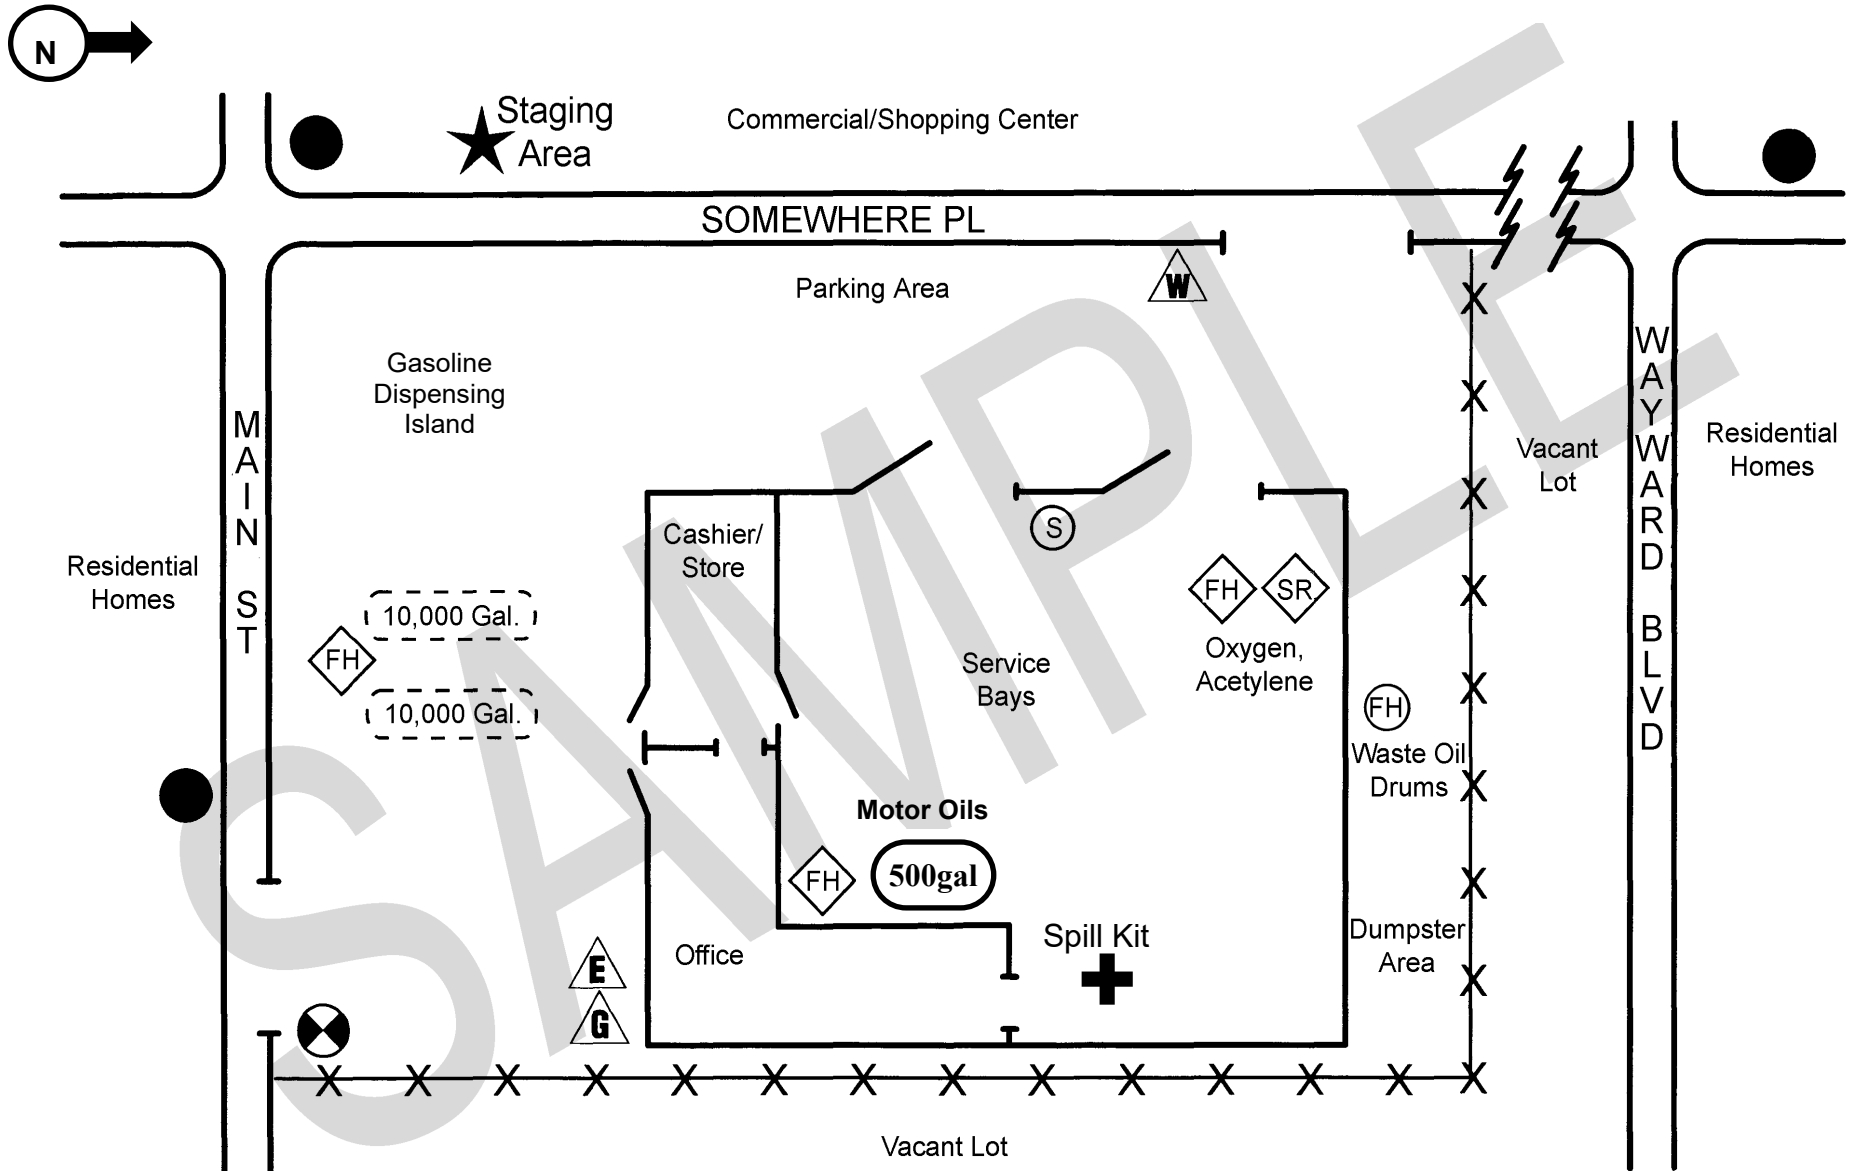 N
Staging
Area
Commercial/Shopping Center
SOMEWHERE PL
Parking Area
W
Gasoline
Dispensing
Island
MAIN ST
WAYWARD BLVD
Vacant
Lot
Residential
Homes
Cashier/
Store
S
Residential
Homes
10,000 Gal.
FH
10,000 Gal.
FH
SR
Oxygen,
Acetylene
Service
Bays
FH
Waste Oil
Drums
Motor Oils
FH
500gal
Spill Kit
Office
E
G
Dumpster
Area
X X X X X X X X
X X X X X X X X X X X X X X
Vacant Lot
SAMPLE